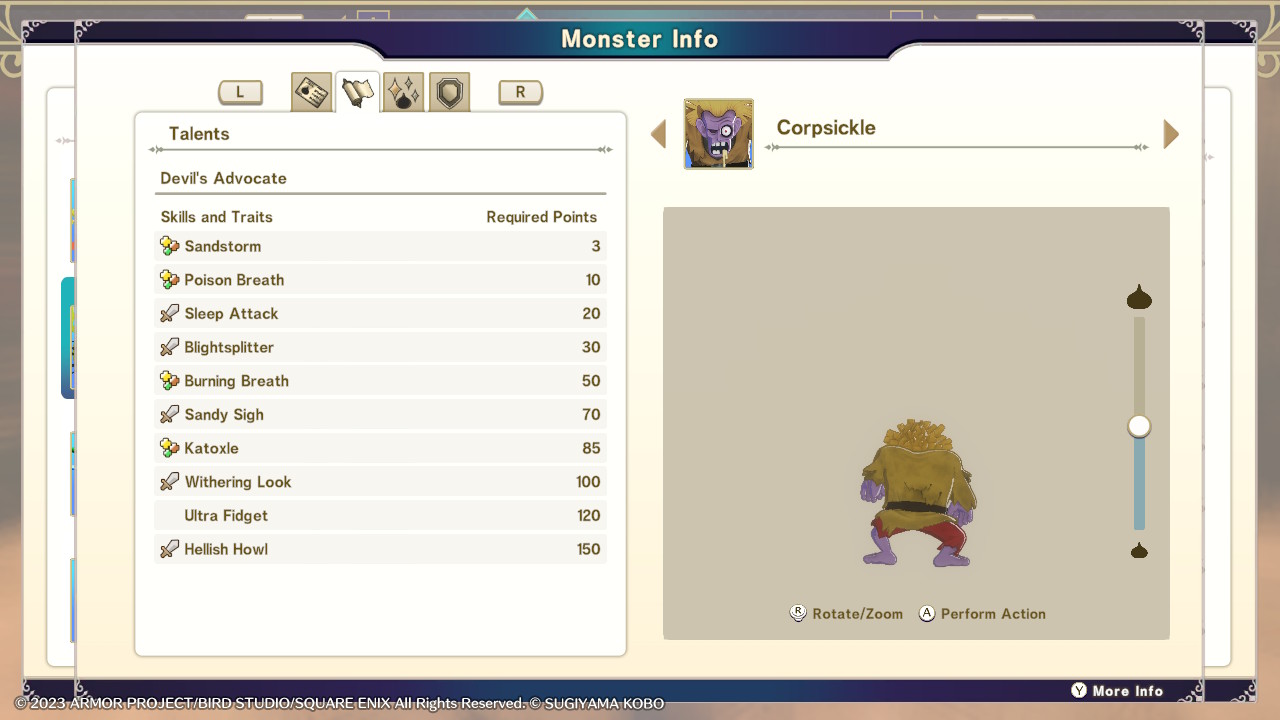 Monster Info
L
R
Talents
Devil's Advocate
Skills and Traits Required Points
Sandstorm 3
Poison Breath 10
Sleep Attack 20
Blightsplitter 30
Burning Breath 50
Sandy Sigh 70
Katoxle 85
Withering Look 100
Ultra Fidget 120
Hellish Howl 150
Corpsickle
R Rotate/Zoom A Perform Action
Y More Info
© 2023 ARMOR PROJECT/BIRD STUDIO/SQUARE ENIX All Rights Reserved. © SUGIYAMA KOBO